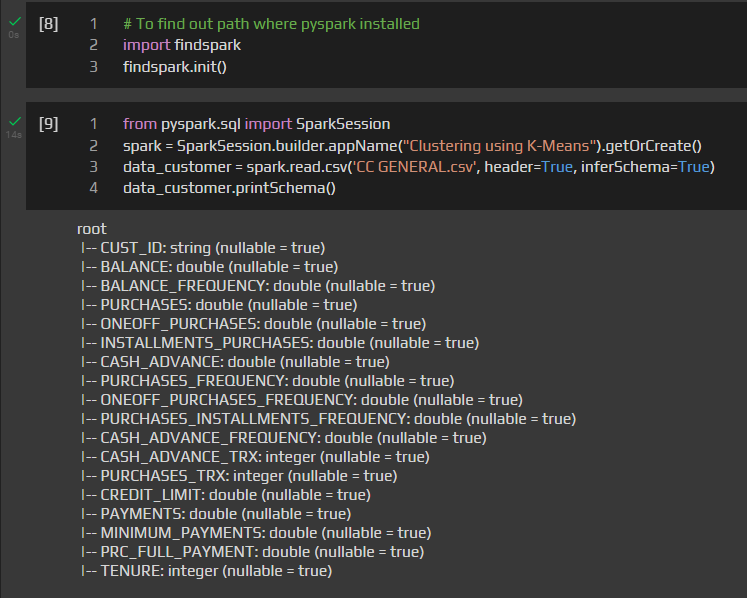 [8] 1 # To find out path where pyspark installed
2 import findspark
3 findspark.init()
0s
[9] 1 from pyspark.sql import SparkSession
2 spark = SparkSession.builder.appName("Clustering using K-Means").getOrCreate()
3 data_customer = spark.read.csv('CC GENERAL.csv', header=True, inferSchema=True)
4 data_customer.printSchema()
14s
root
|-- CUST_ID: string (nullable = true)
|-- BALANCE: double (nullable = true)
|-- BALANCE_FREQUENCY: double (nullable = true)
|-- PURCHASES: double (nullable = true)
|-- ONEOFF_PURCHASES: double (nullable = true)
|-- INSTALLMENTS_PURCHASES: double (nullable = true)
|-- CASH_ADVANCE: double (nullable = true)
|-- PURCHASES_FREQUENCY: double (nullable = true)
|-- ONEOFF_PURCHASES_FREQUENCY: double (nullable = true)
|-- PURCHASES_INSTALLMENTS_FREQUENCY: double (nullable = true)
|-- CASH_ADVANCE_FREQUENCY: double (nullable = true)
|-- CASH_ADVANCE_TRX: integer (nullable = true)
|-- PURCHASES_TRX: integer (nullable = true)
|-- CREDIT_LIMIT: double (nullable = true)
|-- PAYMENTS: double (nullable = true)
|-- MINIMUM_PAYMENTS: double (nullable = true)
|-- PRC_FULL_PAYMENT: double (nullable = true)
|-- TENURE: integer (nullable = true)